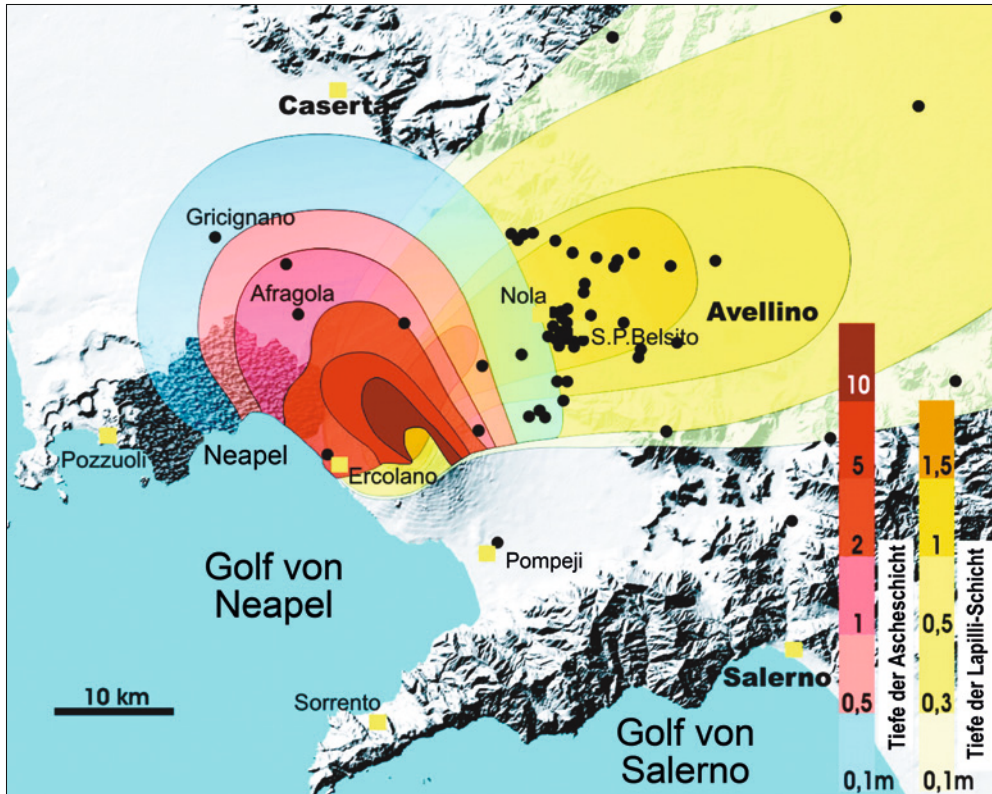 Caserta
Gricignano
Afragola
Nola
Avellino
S.P.Belsito
Pozzuoli
Neapel
Ercolano
Pompeji
Golf von
Neapel
10 km
Sorrento
Salerno
Golf von
Salerno
10
5
2
1
0,5
0,1m
Tiefe der Ascheschicht
1,5
1
0,5
0,3
0,1m
Tiefe der Lapilli-Schicht